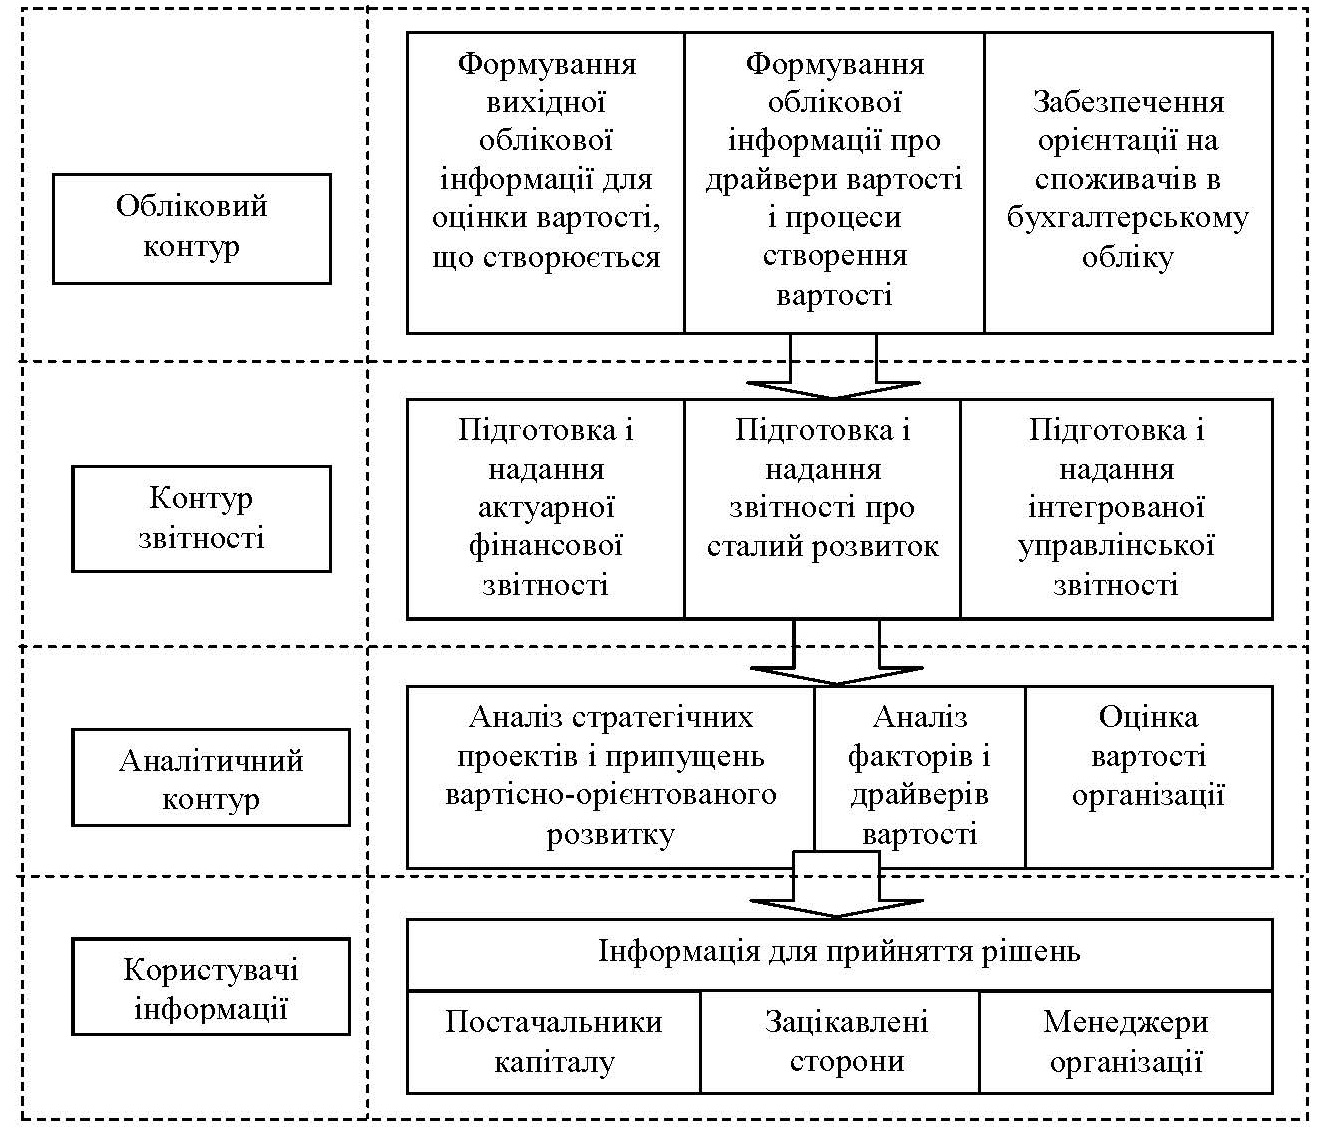 Обліковий
контур
Формування
вихідної
облікової
інформації для
оцінки вартості,
що створюється
Формування
облікової
інформації про
драйвери вартості
і процеси
створення
вартості
Забезпечення
орієнтації на
споживачів в
бухгалтерському
обліку
Контур
звітності
Підготовка і
надання
актуарної
фінансової
звітності
Підготовка і
надання
звітності про
сталий розвиток
Підготовка і
надання
інтегрованої
управлінської
звітності
Аналітичний
контур
Аналіз стратегічних
проектів і припущень
вартісно-орієнтованого
розвитку
Аналіз
факторів і
драйверів
вартості
Оцінка
вартості
організації
Користувачі
інформації
Інформація для прийняття рішень
Постачальники
капіталу
Зацікавлені
сторони
Менеджери
організації